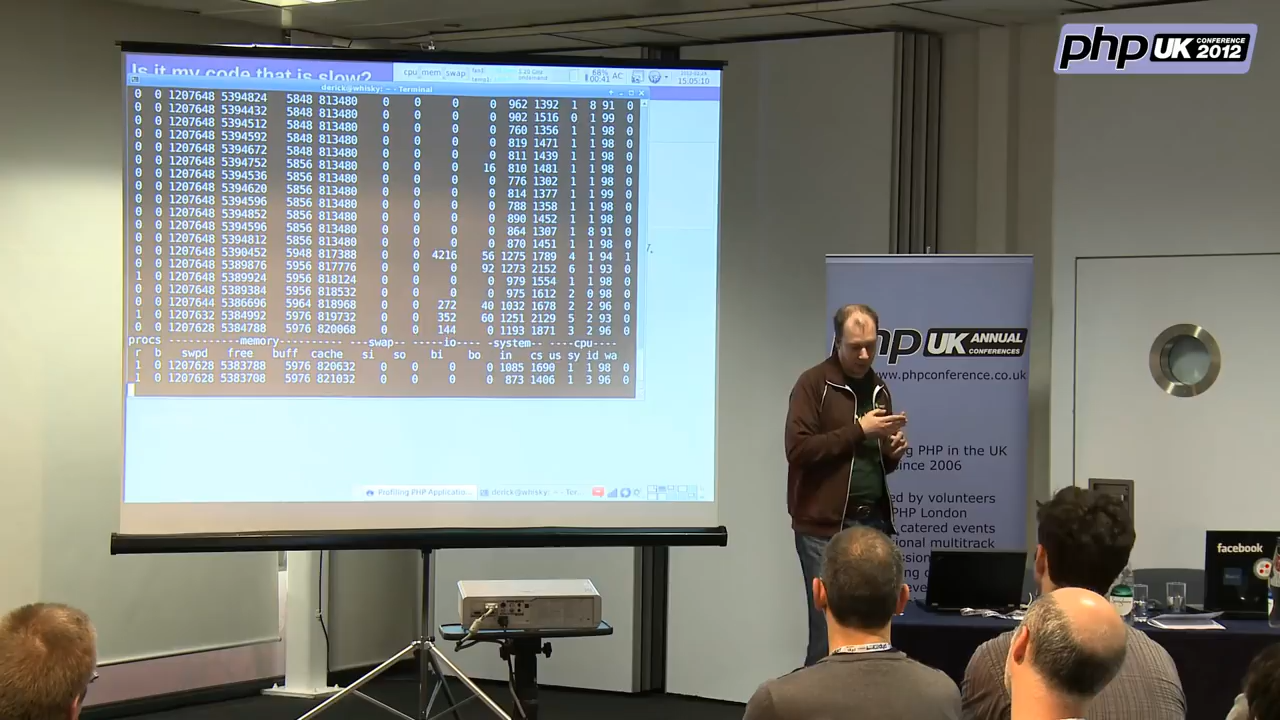 php UK CONFERENCE 2012
Is it my code that is slow?
cpu mem swap
AC
15:05:10
derick@whisky: ~ - Terminal
0 0 1207648 5394824 5848 813480 0 0 0 0 962 1392 1 8 91 0
0 0 1207648 5394432 5848 813480 0 0 0 0 902 1516 0 1 99 0
0 0 1207648 5394512 5848 813480 0 0 0 0 760 1356 1 1 98 0
0 0 1207648 5394592 5848 813480 0 0 0 0 819 1471 1 1 98 0
0 0 1207648 5394672 5848 813480 0 0 0 0 811 1439 1 1 98 0
0 0 1207648 5394752 5856 813480 0 0 0 16 810 1481 1 1 98 0
0 0 1207648 5394536 5856 813480 0 0 0 0 776 1302 1 1 98 0
0 0 1207648 5394620 5856 813480 0 0 0 0 814 1377 1 1 99 0
0 0 1207648 5394596 5856 813480 0 0 0 0 788 1358 1 1 98 0
0 0 1207648 5394852 5856 813480 0 0 0 0 890 1452 1 1 98 0
0 0 1207648 5394596 5856 813480 0 0 0 0 864 1307 1 8 91 0
0 0 1207648 5394812 5856 813480 0 0 0 0 870 1451 1 1 98 0
0 0 1207648 5390452 5948 817388 0 0 4216 56 1275 1789 4 1 94 1
0 0 1207648 5389876 5956 817776 0 0 0 92 1273 2152 6 1 93 0
1 0 1207648 5389924 5956 818124 0 0 0 0 979 1554 1 1 98 0
0 0 1207648 5389384 5956 818532 0 0 0 0 975 1612 2 0 98 0
0 0 1207644 5386696 5964 818968 0 0 272 40 1032 1678 2 2 96 0
1 0 1207632 5384992 5976 819732 0 0 352 60 1251 2129 5 2 93 0
0 0 1207628 5384788 5976 820068 0 0 144 0 1193 1871 3 2 96 0
procs -----------memory---------- ---swap-- -----io---- -system-- ----cpu----
r b swpd free buff cache si so bi bo in cs us sy id wa
1 0 1207628 5383788 5976 820632 0 0 0 0 1085 1690 1 1 98 0
1 0 1207628 5383708 5976 821032 0 0 0 0 873 1406 1 3 96 0
Profiling PHP Applicatio...
derick@whisky: ~ - Ter...
php UK ANNUAL CONFERENCES
www.phpconference.co.uk
ng PHP in the UK
since 2006
ed by volunteers
PHP London
catered events
ional multitrack
facebook